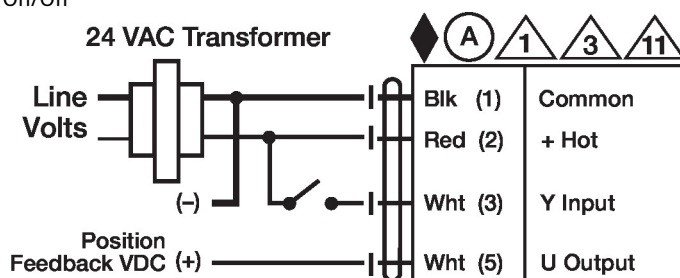 On/Off
24 VAC Transformer
A 1 3 11
Line
Volts
Blk (1) Common
Red (2) + Hot
(–)
Wht (3) Y Input
Position
Feedback VDC (+)
Wht (5) U Output